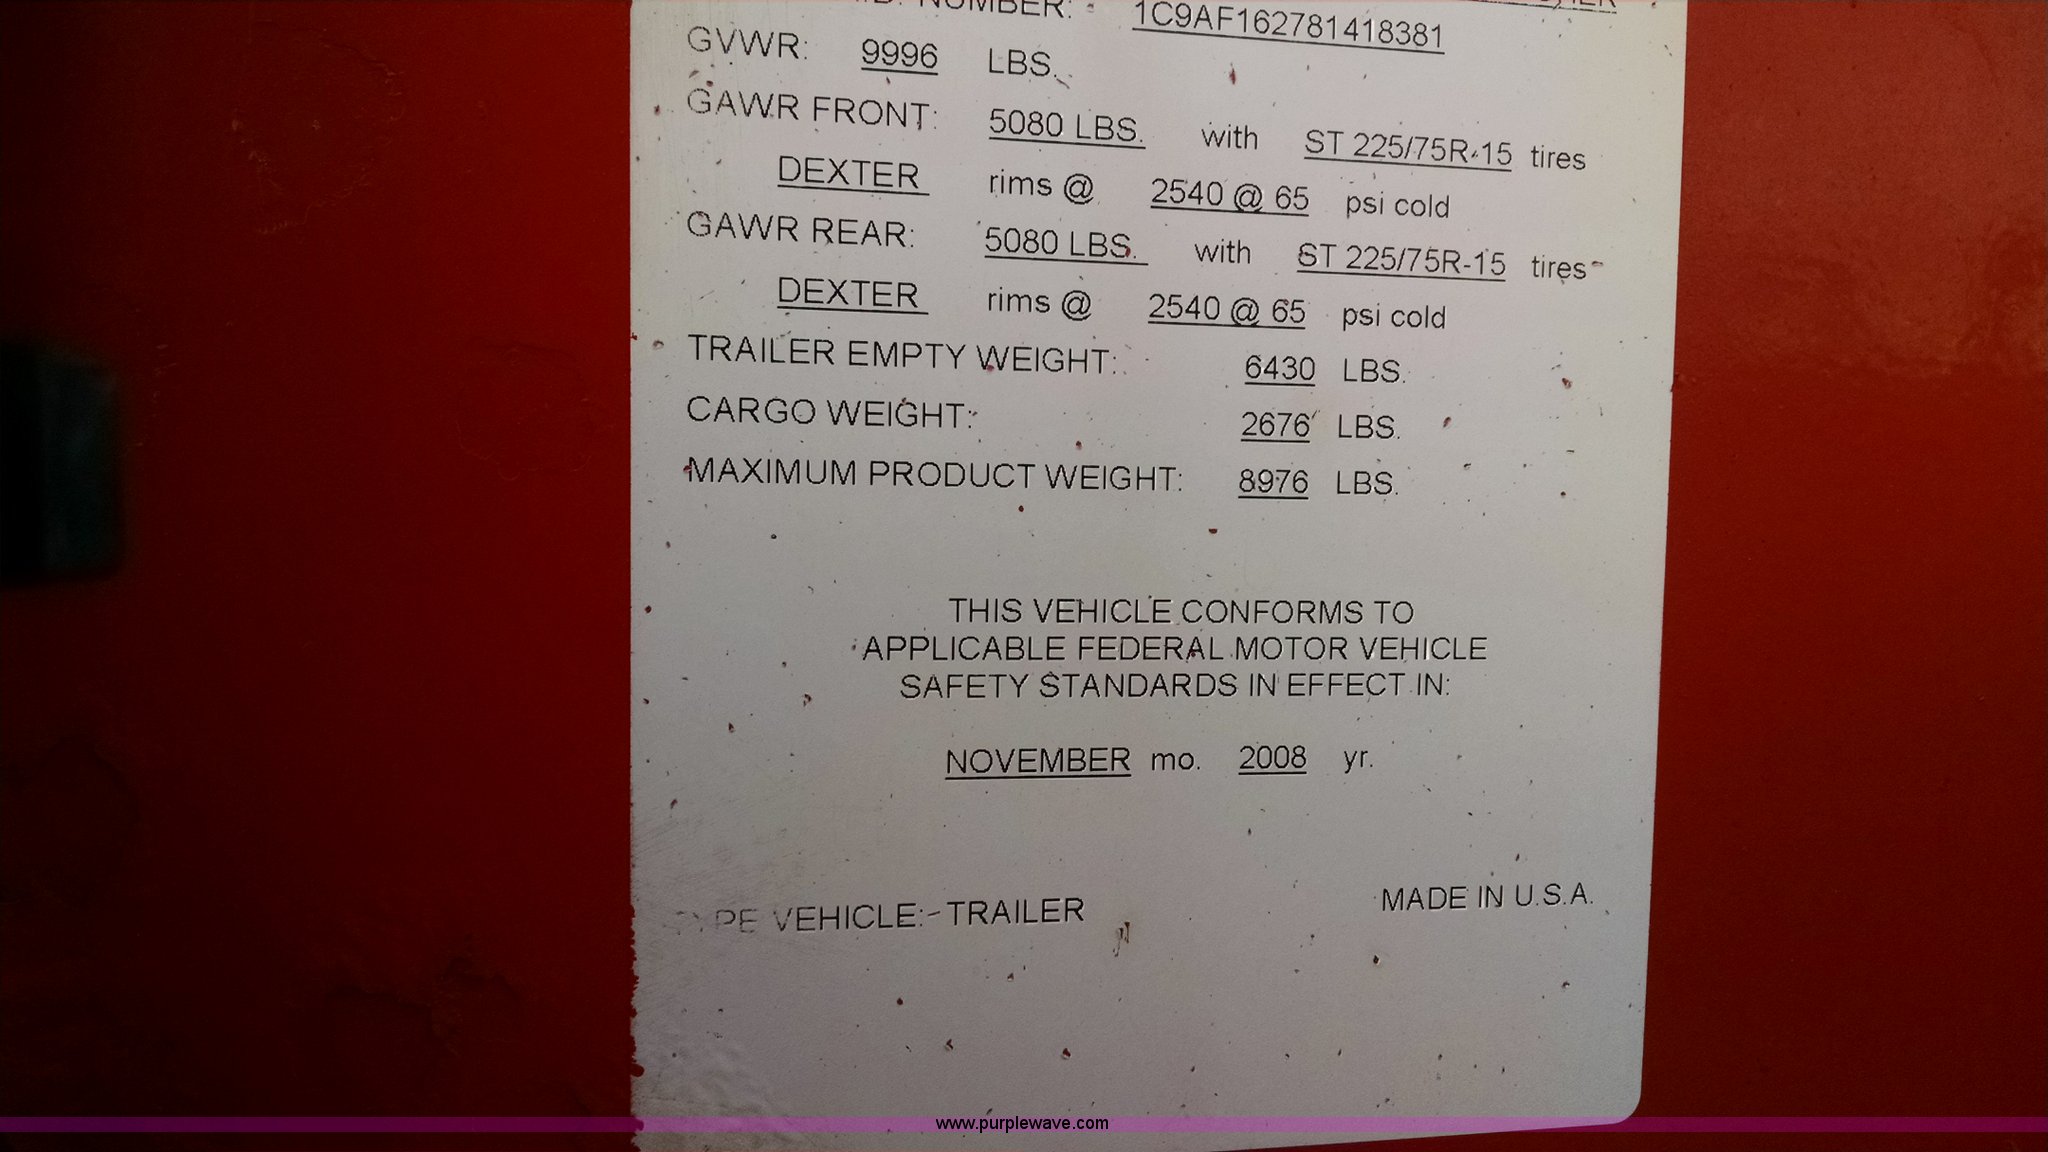 NUMBER: 1C9AF162781418381
GVWR: 9996 LBS.
GAWR FRONT: 5080 LBS. with ST 225/75R-15 tires
DEXTER rims @ 2540 @ 65 psi cold
GAWR REAR: 5080 LBS. with ST 225/75R-15 tires
DEXTER rims @ 2540 @ 65 psi cold
TRAILER EMPTY WEIGHT: 6430 LBS.
CARGO WEIGHT: 2676 LBS.
MAXIMUM PRODUCT WEIGHT: 8976 LBS.
THIS VEHICLE CONFORMS TO
APPLICABLE FEDERAL MOTOR VEHICLE
SAFETY STANDARDS IN EFFECT IN:
NOVEMBER mo. 2008 yr.
TYPE VEHICLE: TRAILER MADE IN U.S.A.
www.purplewave.com